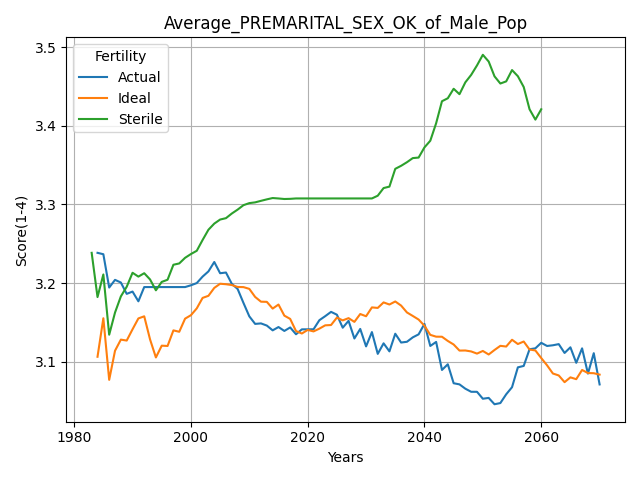 Average_PREMARITAL_SEX_OK_of_Male_Pop
Fertility
Actual
Ideal
Sterile
Score(1-4)
3.5
3.4
3.3
3.2
3.1
1980 2000 2020 2040 2060
Years